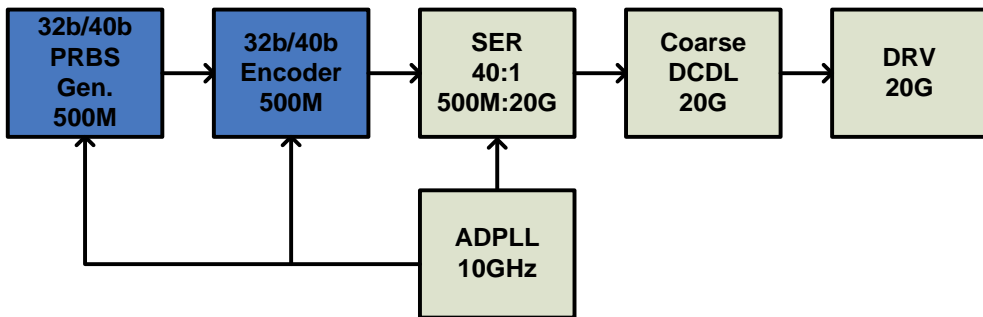 32b/40b
PRBS
Gen.
500M
32b/40b
Encoder
500M
SER
40:1
500M:20G
Coarse
DCDL
20G
DRV
20G
ADPLL
10GHz